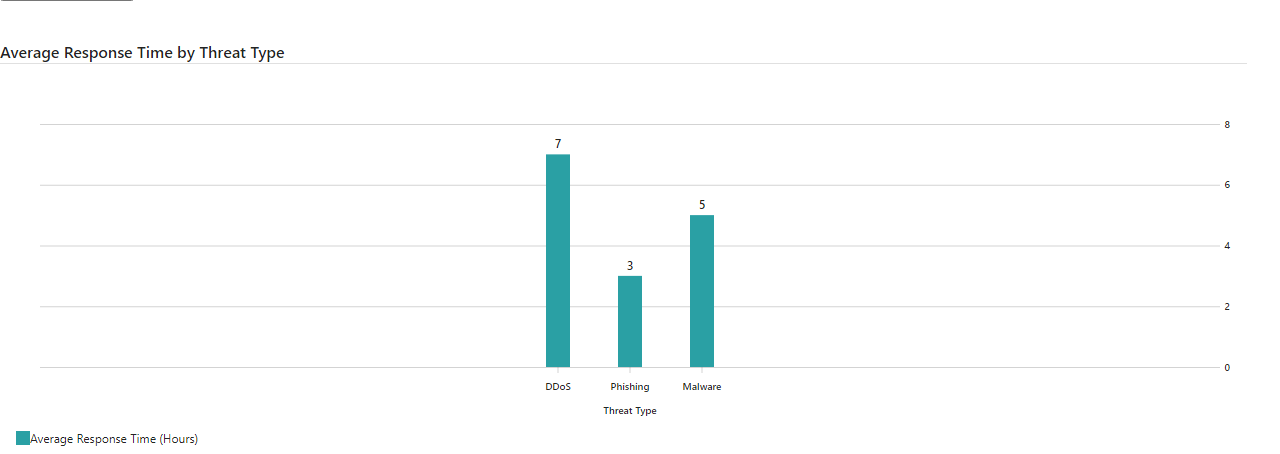 Average Response Time by Threat Type
8
7
6
5
4
3
2
0
DDoS Phishing Malware
Threat Type
Average Response Time (Hours)